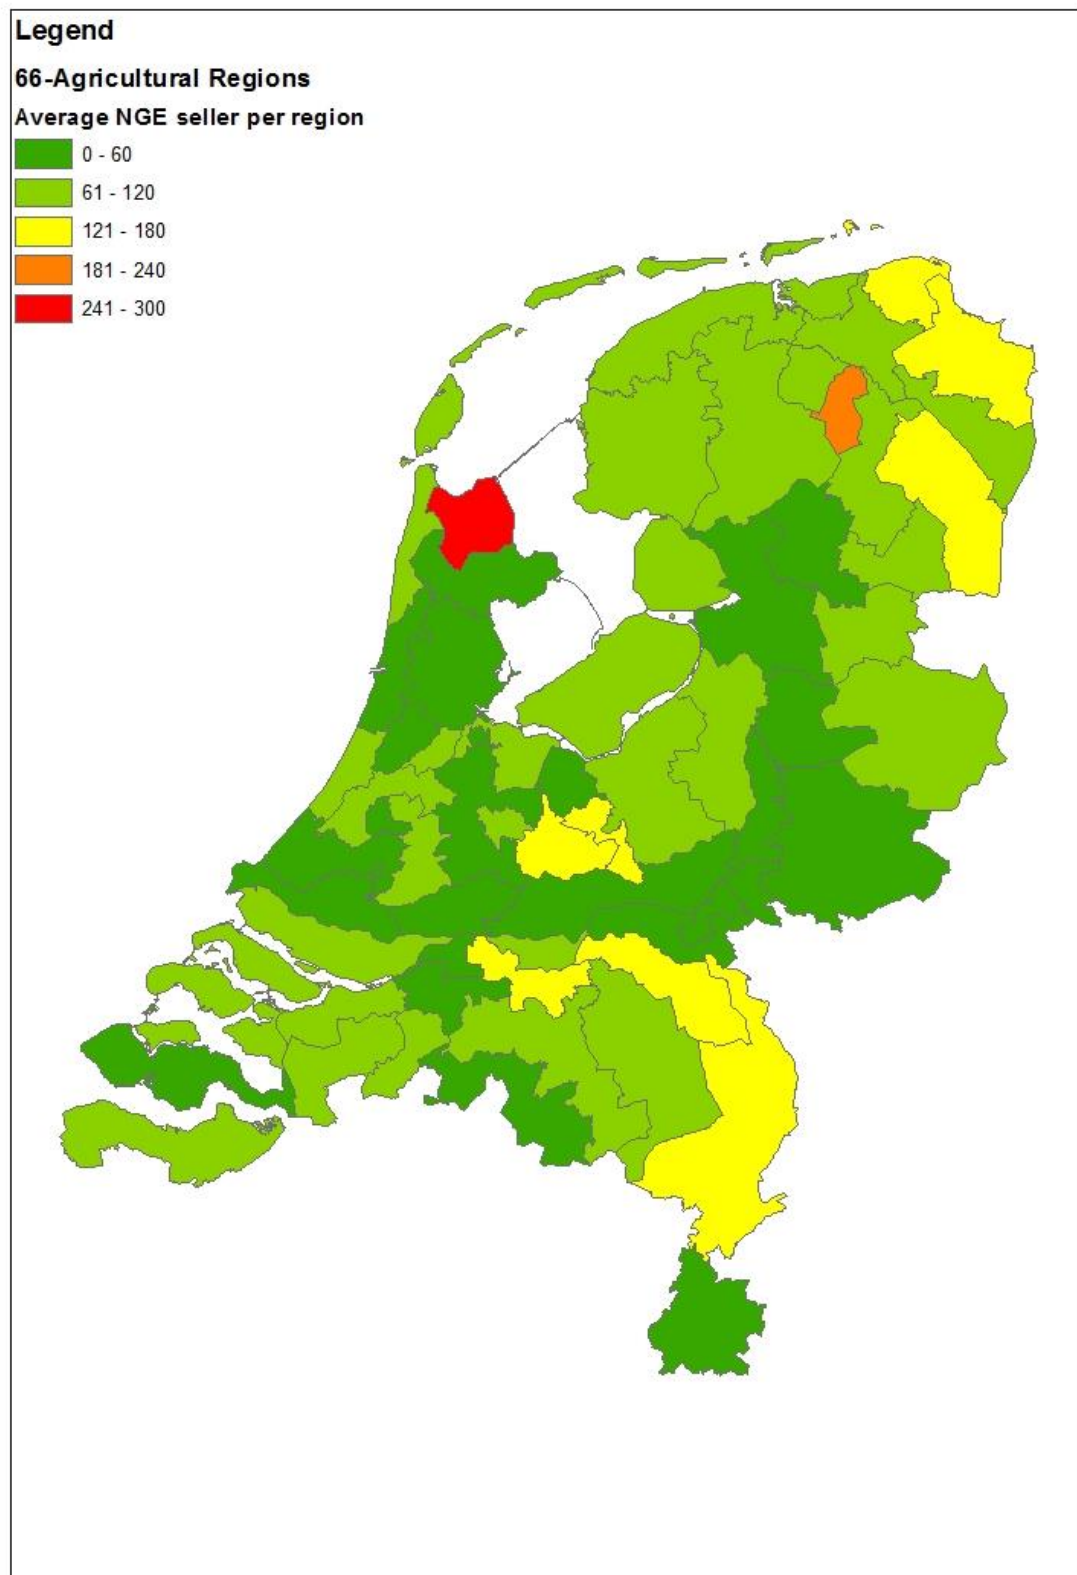 Legend
66-Agricultural Regions
Average NGE seller per region
0 - 60
61 - 120
121 - 180
181 - 240
241 - 300